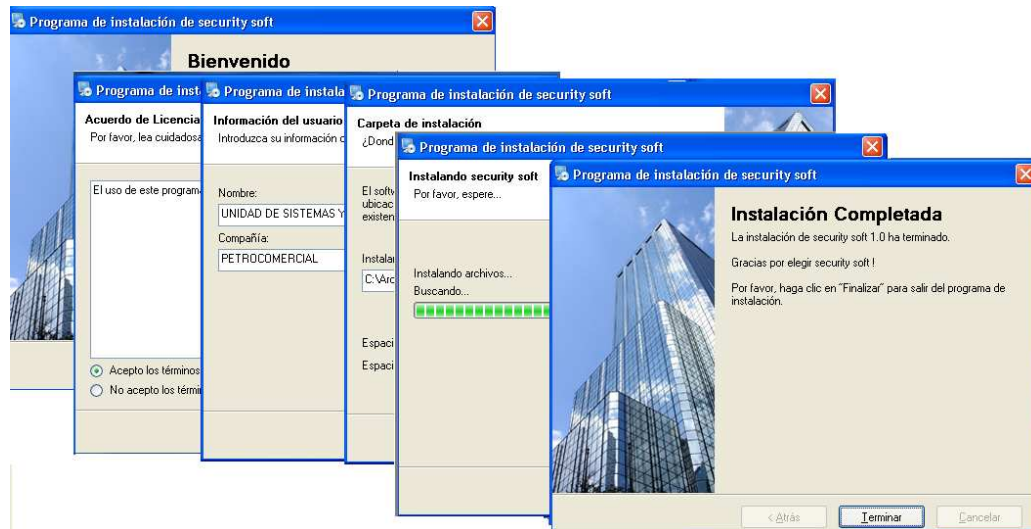 Programa de instalación de security soft
Bienvenido
Programa de inst
Acuerdo de Licencia
Por favor, lea cuidadosa
El uso de este programa
Acepto los términos
No acepto los térmi
Programa de instala
Información del usuario
Introduzca su información
Nombre:
UNIDAD DE SISTEMAS Y
Compañía:
PETROCOMERCIAL
Programa de instalación de security soft
Carpeta de instalación
¿Dond
El softw
ubicac
existen
Instalar
C:\Arc
Espaci
Espaci
Programa de instalación de security soft
Instalando security soft
Por favor, espere...
Instalando archivos...
Buscando...
Programa de instalación de security soft
Instalación Completada
La instalación de security soft 1.0 ha terminado.
Gracias por elegir security soft !
Por favor, haga clic en "Finalizar" para salir del programa de
instalación.
< Atrás Terminar Cancelar